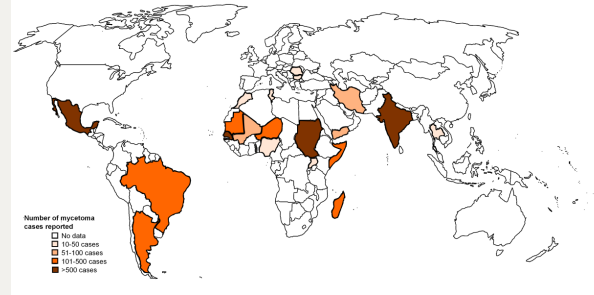 Number of mycetoma
cases reported
No data
10-50 cases
51-100 cases
101-500 cases
>500 cases